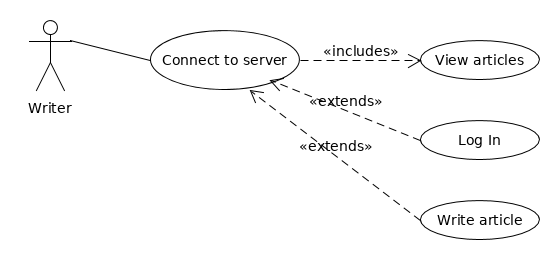 Connect to server
«includes»
View articles
Writer
«extends»
Log In
«extends»
Write article